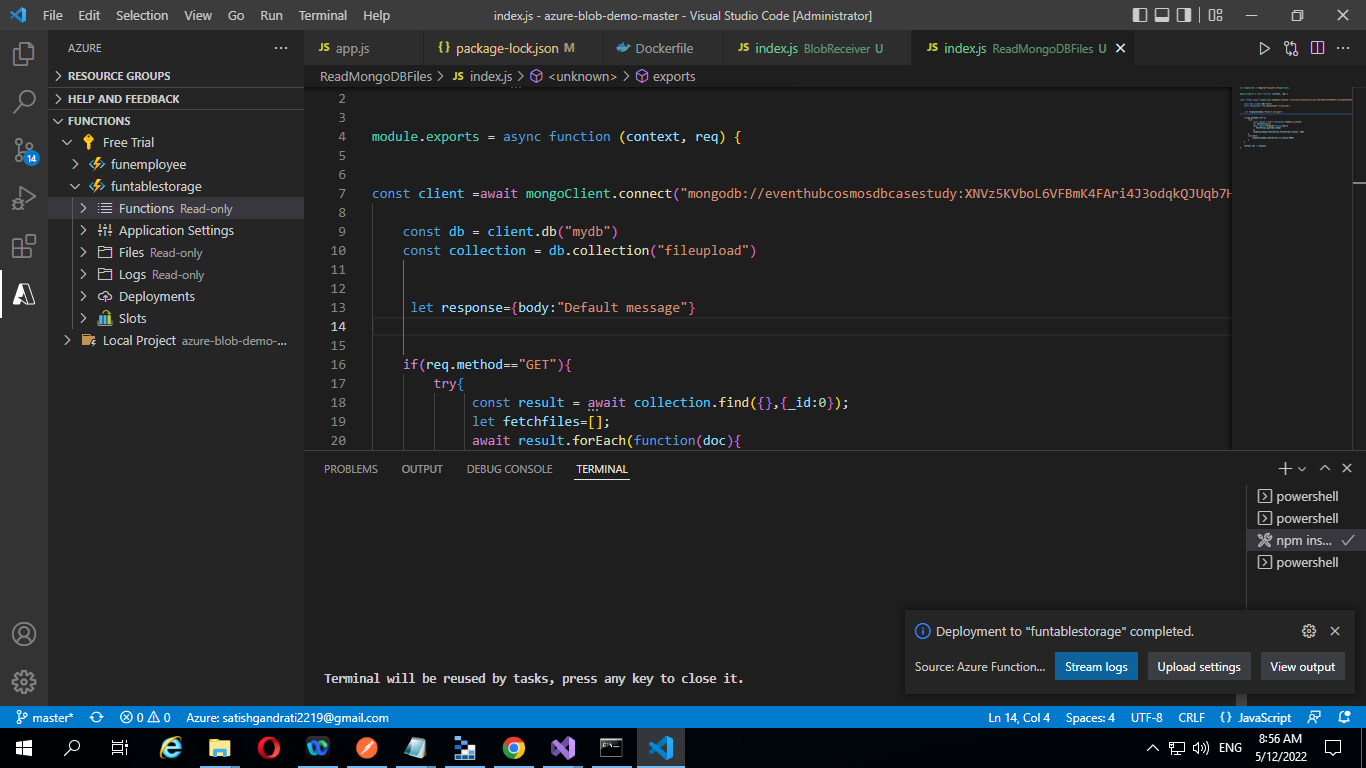 File Edit Selection View Go Run Terminal Help index.js - azure-blob-demo-master - Visual Studio Code [Administrator]
AZURE ...
RESOURCE GROUPS
HELP AND FEEDBACK
FUNCTIONS
Free Trial
funemployee
funtablestorage
Functions Read-only
Application Settings
Files Read-only
Logs Read-only
Deployments
Slots
Local Project azure-blob-demo-...
14
JS app.js {} package-lock.json M Dockerfile JS index.js BlobReceiver U JS index.js ReadMongoDBFiles U
ReadMongoDBFiles > JS index.js > <unknown> > exports
2
3
4 module.exports = async function (context, req) {
5
6
7 const client =await mongoClient.connect("mongodb://eventhubcosmosdbcasestudy:XNVz5KVboL6VFBmK4FAri4J3odqkQJUqb7H
8
9 const db = client.db("mydb")
10 const collection = db.collection("fileupload")
11
12
13 let response={body:"Default message"}
14
15
16 if(req.method=="GET"){
17 try{
18 const result = await collection.find({},{_id:0});
19 let fetchfiles=[];
20 await result.forEach(function(doc){
PROBLEMS OUTPUT DEBUG CONSOLE TERMINAL
powershell
powershell
npm ins...
powershell
Terminal will be reused by tasks, press any key to close it.
Deployment to "funtablestorage" completed.
Source: Azure Function... Stream logs Upload settings View output
master* 0 0 Azure: satishgandrati2219@gmail.com Ln 14, Col 4 Spaces: 4 UTF-8 CRLF {} JavaScript
ENG 8:56 AM
5/12/2022